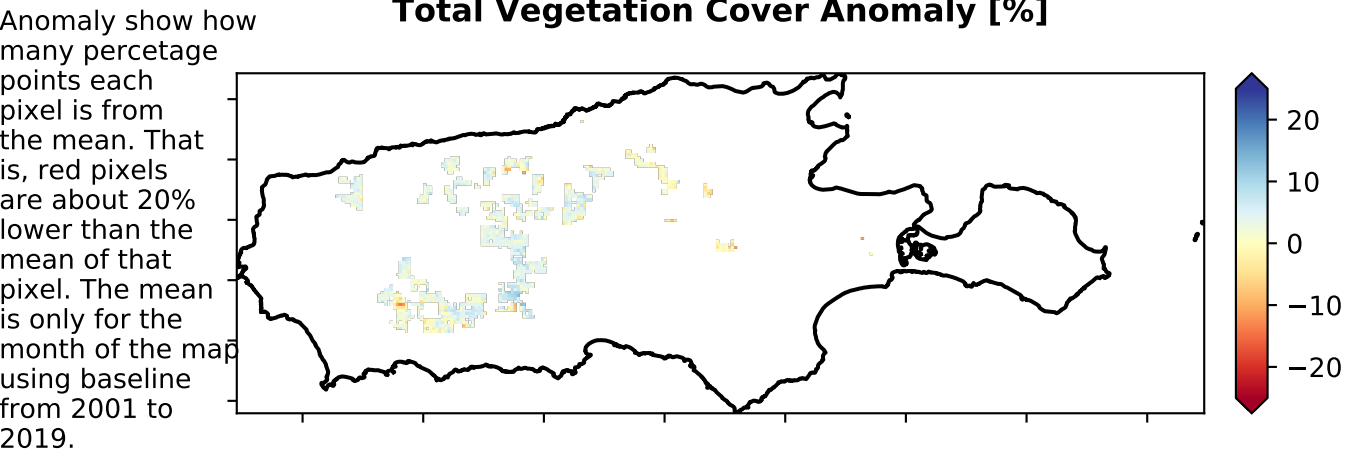 Total Vegetation Cover Anomaly [%]
Anomaly show how
many percetage
points each
pixel is from
the mean. That
is, red pixels
are about 20%
lower than the
mean of that
pixel. The mean
is only for the
month of the map
using baseline
from 2001 to
2019.
20
10
0
−10
−20